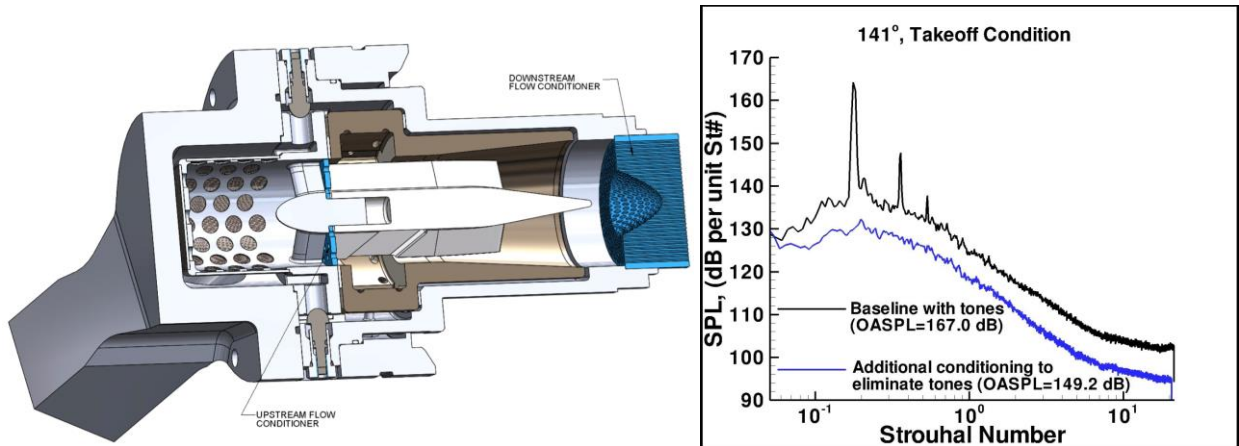 DOWNSTREAM
FLOW CONDITIONER
UPSTREAM FLOW
CONDITIONER
141°, Takeoff Condition
SPL, (dB per unit St#)
170
160
150
140
130
120
110
100
90
Baseline with tones
(OASPL=167.0 dB)
Additional conditioning to
eliminate tones (OASPL=149.2 dB)
10⁻¹
10⁰
10¹
Strouhal Number